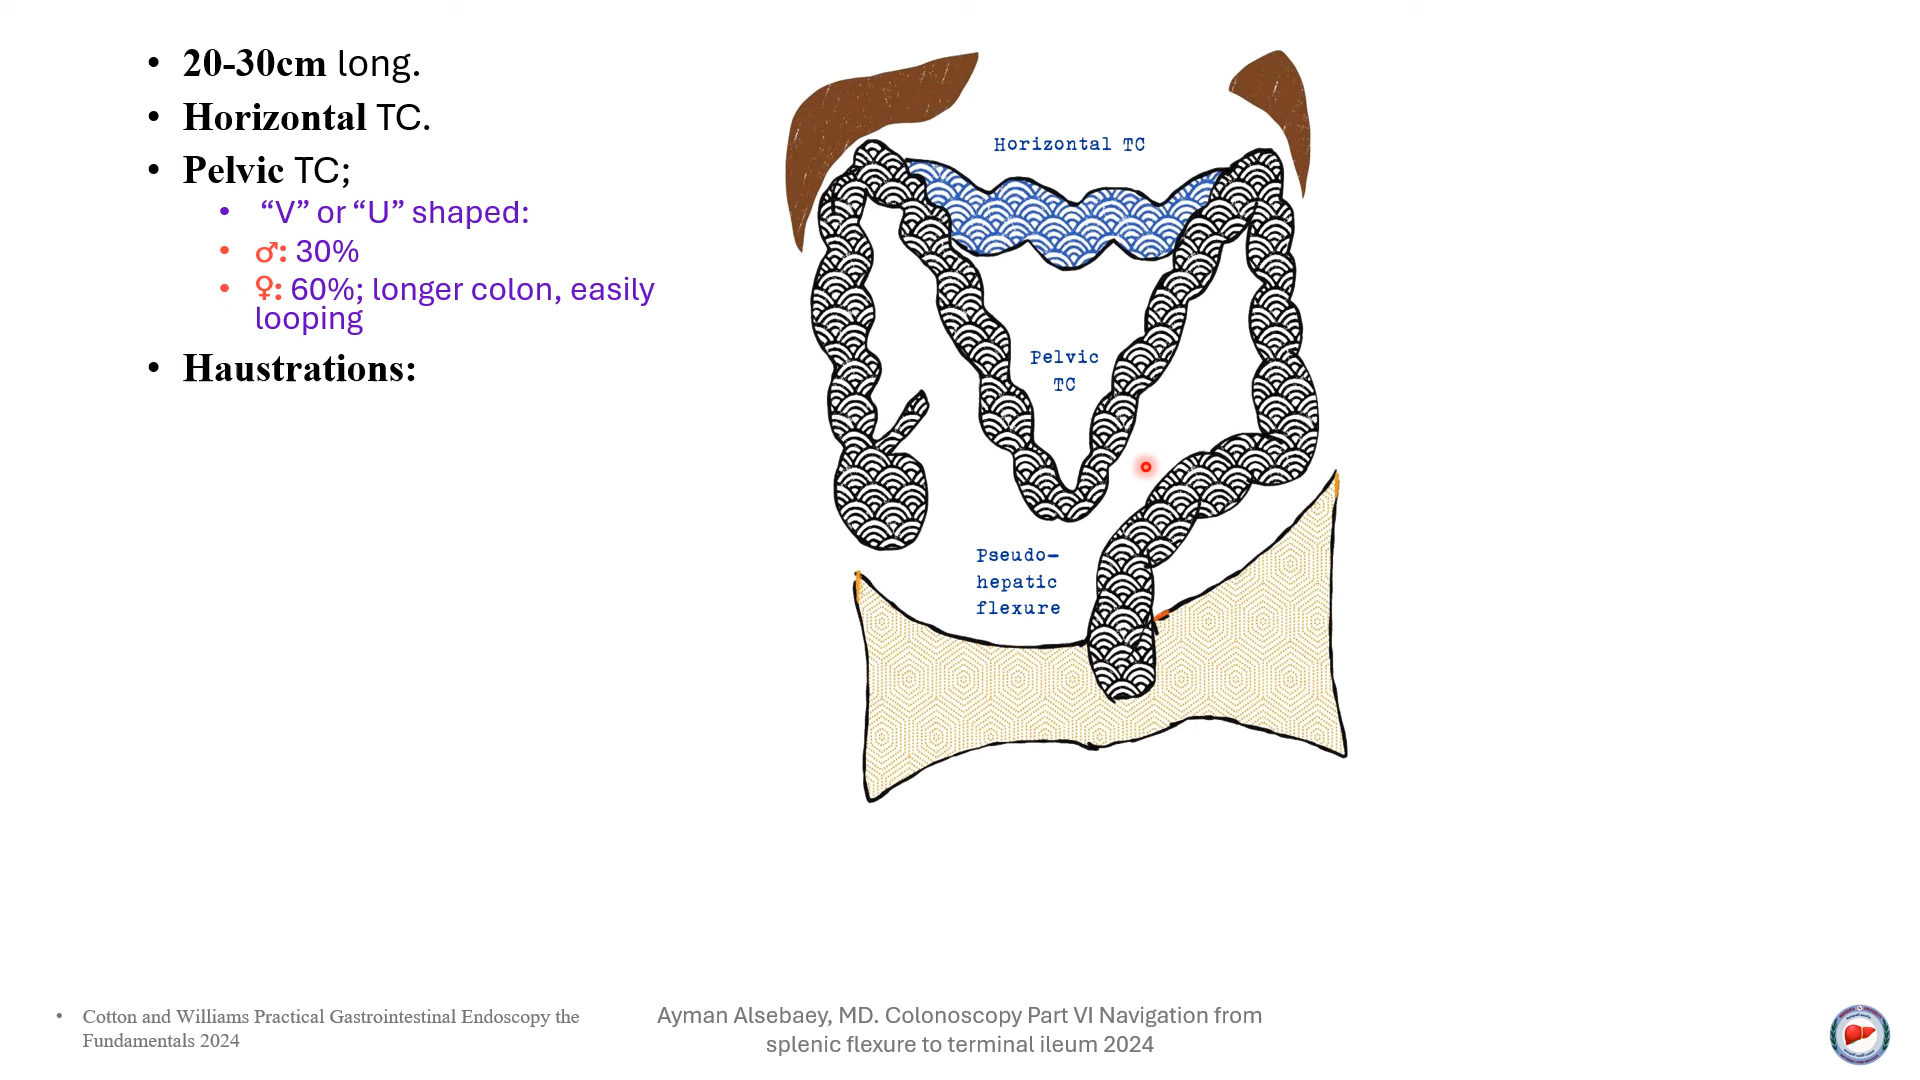 • 20-30cm long.
• Horizontal TC.
• Pelvic TC;
• “V” or “U” shaped:
• ♂: 30%
• ♀: 60%; longer colon, easily
looping
• Haustrations:
Horizontal TC
Pelvic
TC
Pseudo-
hepatic
flexure
• Cotton and Williams Practical Gastrointestinal Endoscopy the
Fundamentals 2024
Ayman Alsebaey, MD. Colonoscopy Part VI Navigation from
splenic flexure to terminal ileum 2024